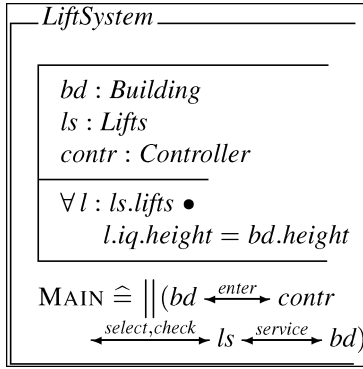 LiftSystem
bd : Building
ls : Lifts
contr : Controller
∀ l : ls.lifts •
l.iq.height = bd.height
MAIN ≙ ||(bd ⟷enter contr
⟷select,check ls ⟷service bd)